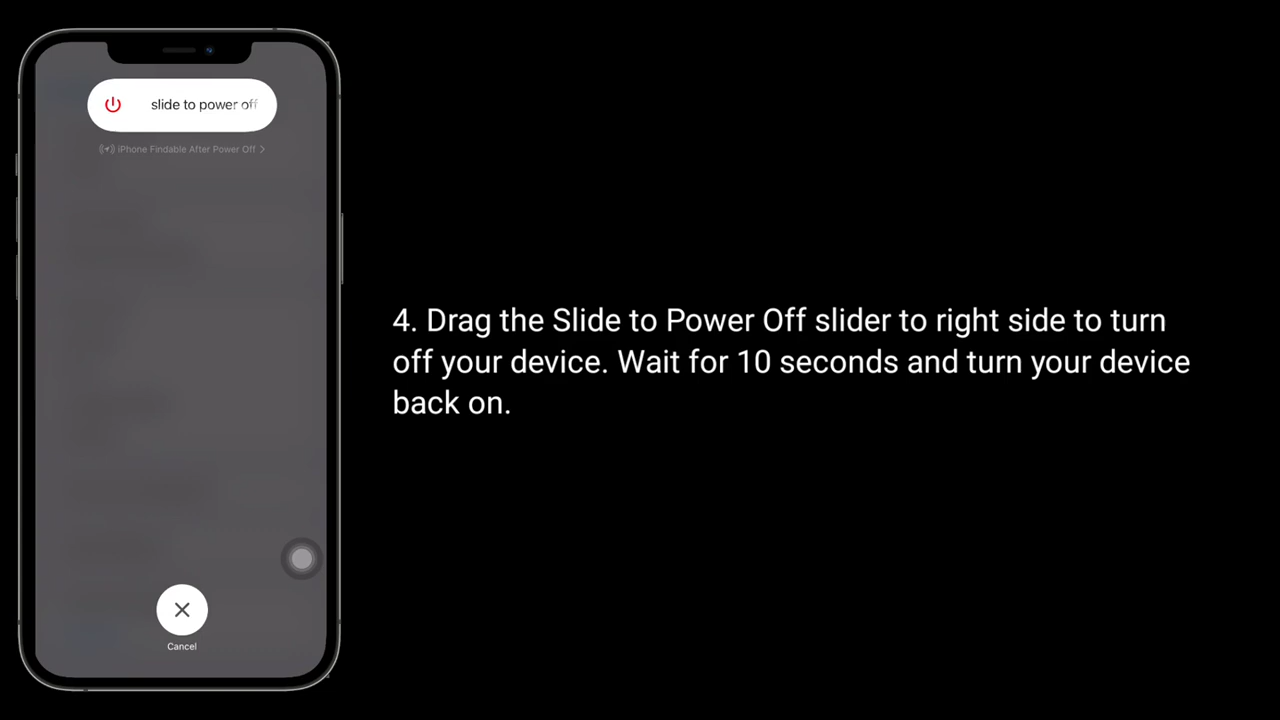 slide to power off
iPhone Findable After Power Off
4. Drag the Slide to Power Off slider to right side to turn
off your device. Wait for 10 seconds and turn your device
back on.
Cancel